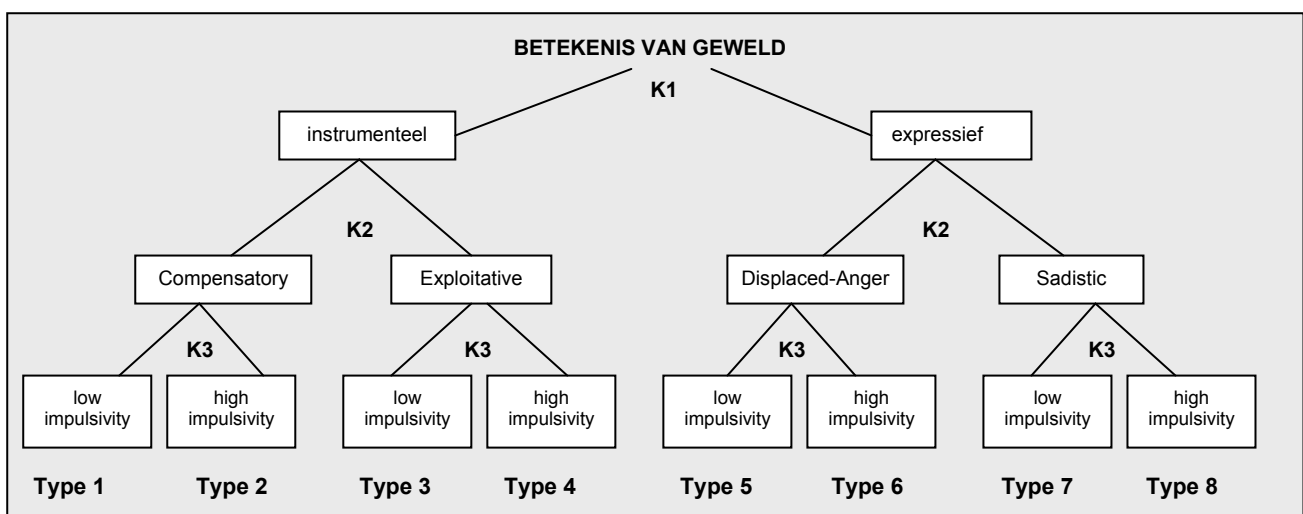 BETEKENIS VAN GEWELD
K1
instrumenteel
expressief
K2
K2
Compensatory
Exploitative
Displaced-Anger
Sadistic
K3
K3
K3
K3
low
impulsivity
high
impulsivity
low
impulsivity
high
impulsivity
low
impulsivity
high
impulsivity
low
impulsivity
high
impulsivity
Type 1
Type 2
Type 3
Type 4
Type 5
Type 6
Type 7
Type 8